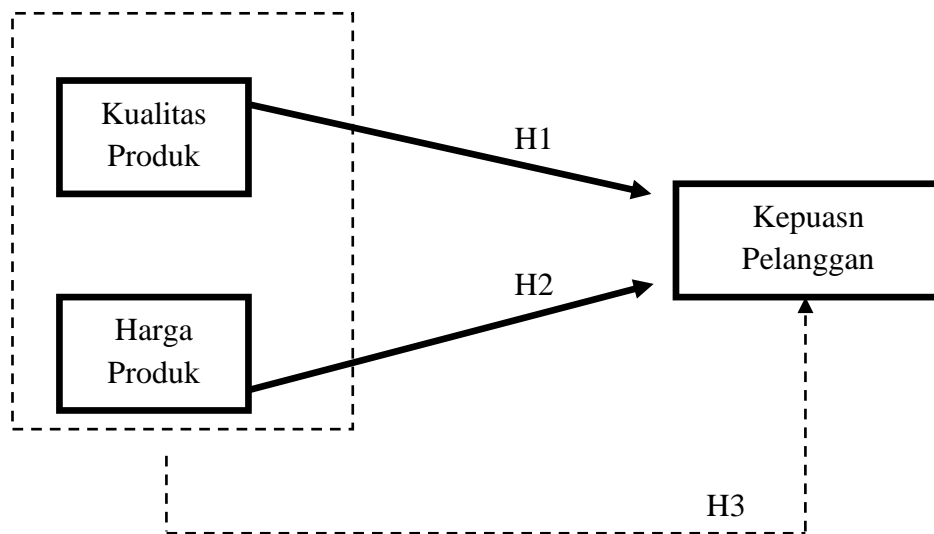 Kualitas
Produk
H1
Kepuasn
Pelanggan
H2
Harga
Produk
H3